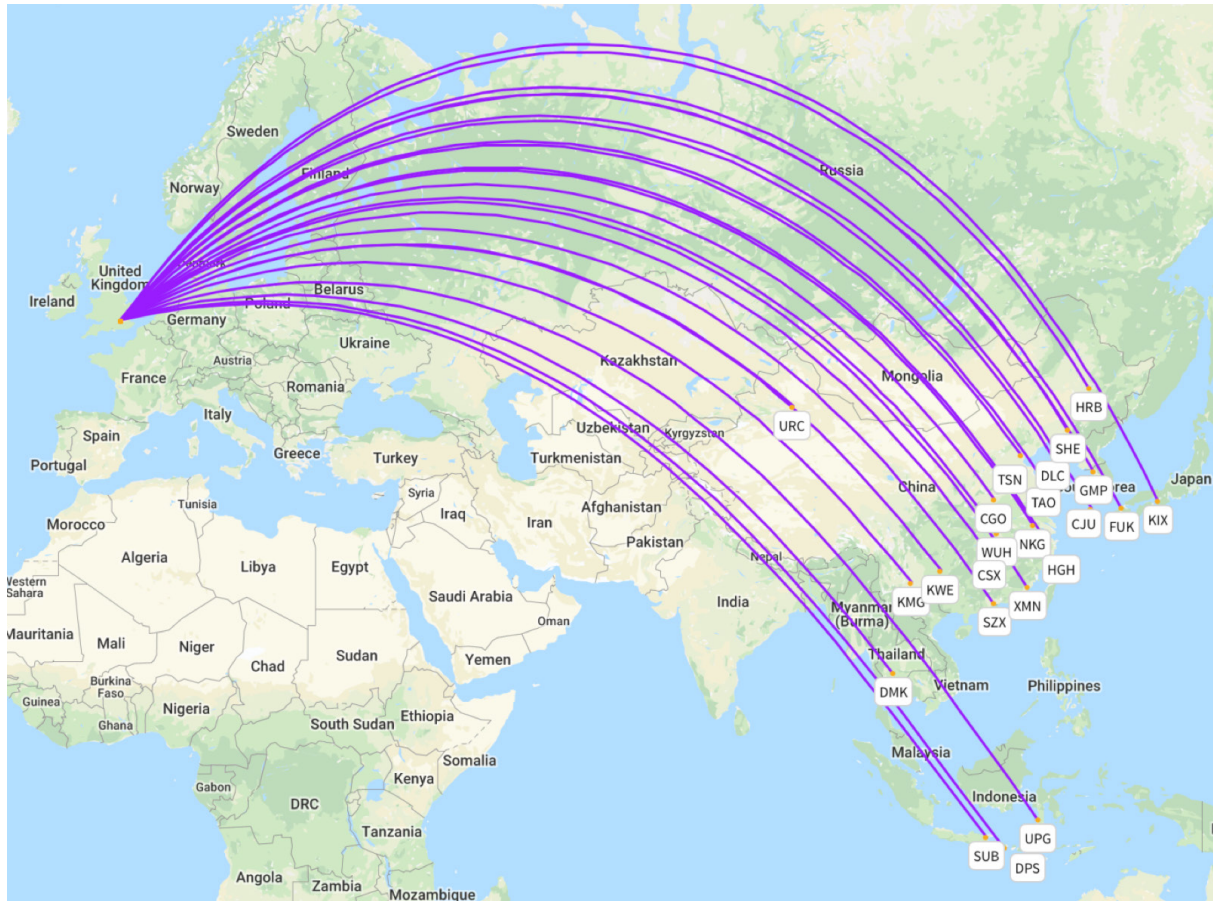 Sweden
Finland
Norway
Russia
United
Kingdom
Ireland
Belarus
Poland
Germany
Ukraine
Austria
France
Kazakhstan
Mongolia
Romania
Italy
HRB
Uzbekistan
URC
Kyrgyzstan
Spain
SHE
Greece
Turkey
Turkmenistan
Portugal
TSN
DLC
GMP
Japan
China
Syria
Tunisia
TAO
CGO
KIX
Afghanistan
Iraq
Iran
CJU
FUK
Morocco
Pakistan
NKG
WUH
Algeria
Libya
Egypt
Nepal
HGH
CSX
Western
Sahara
KWE
Saudi Arabia
India
KMG
XMN
Myanmar
(Burma)
SZX
Oman
Mauritania
Mali
Niger
Sudan
Yemen
Thailand
Chad
Burkina
Faso
DMK
Vietnam
Philippines
Guinea
Nigeria
Ethiopia
Ghana
South Sudan
Malaysia
Somalia
Gabon
Kenya
DRC
Indonesia
Tanzania
UPG
SUB
DPS
Angola
Zambia
Mozambique